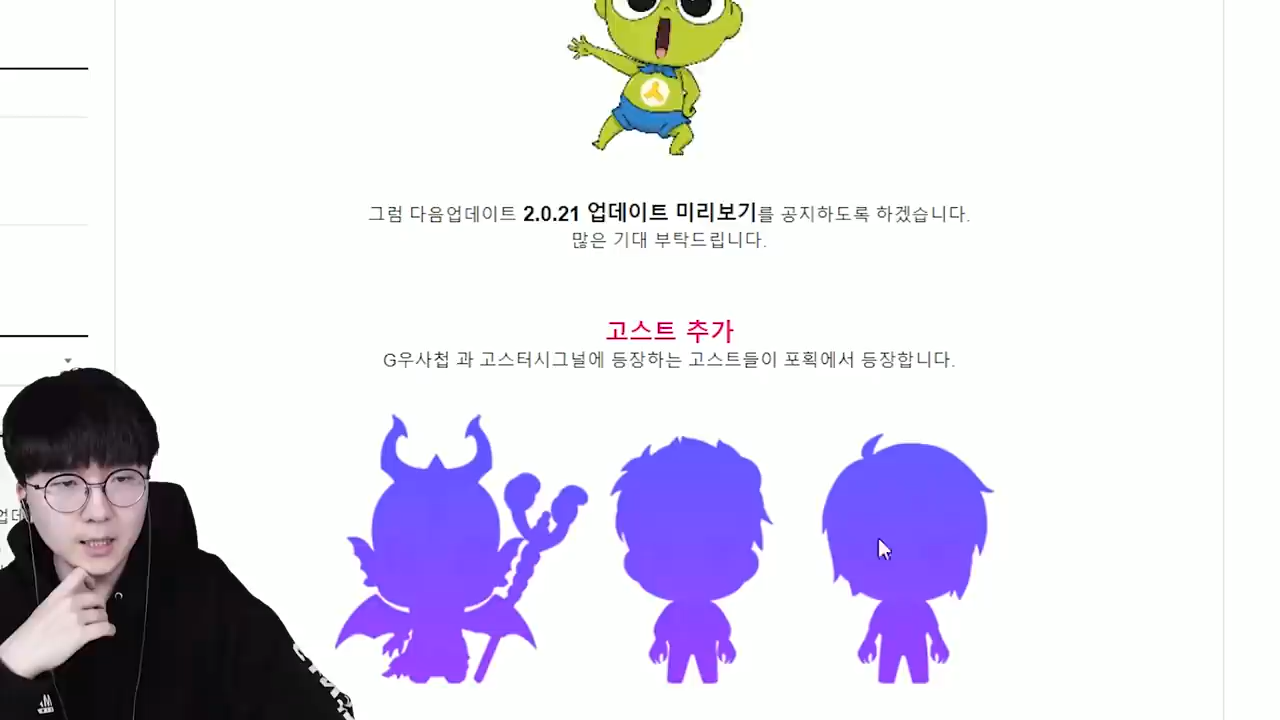 그럼 다음업데이트 2.0.21 업데이트 미리보기를 공지하도록 하겠습니다.
많은 기대 부탁드립니다.
고스트 추가
G우사첩 과 고스터시그널에 등장하는 고스트들이 포획에서 등장합니다.